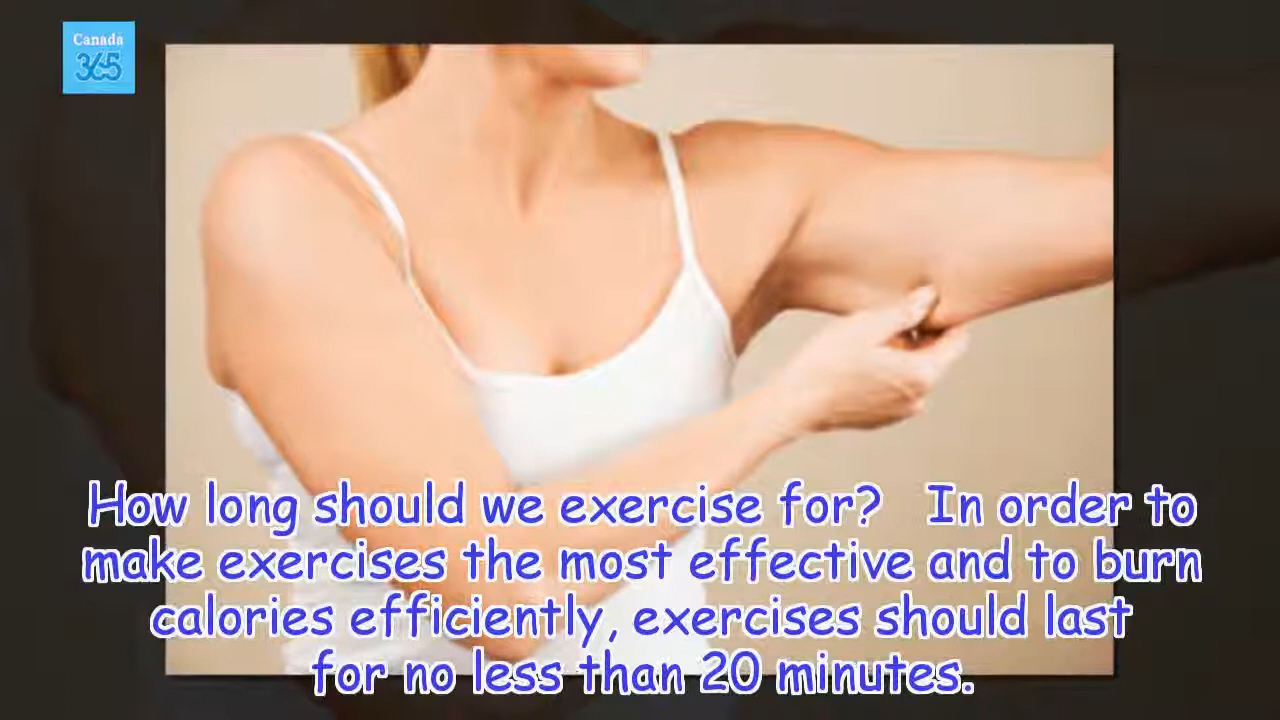 Canada
365
How long should we exercise for?   In order to
make exercises the most effective and to burn
calories efficiently, exercises should last
for no less than 20 minutes.